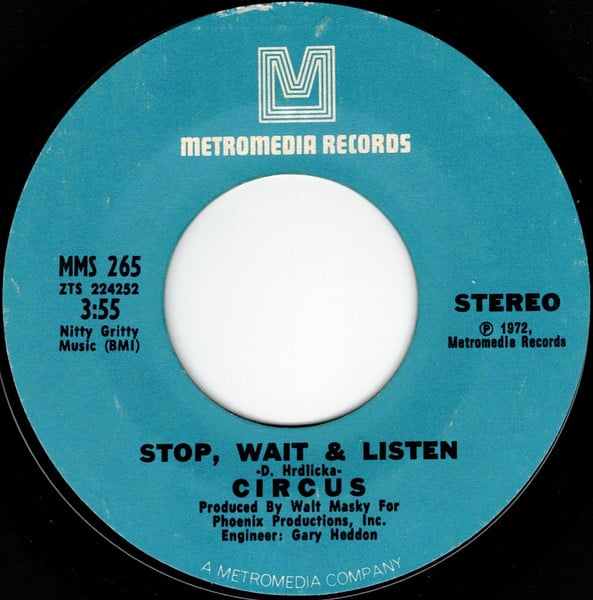 METROMEDIA RECORDS
MMS 265
ZTS 224252
3:55
Nitty Gritty
Music (BMI)
STEREO
℗ 1972,
Metromedia Records
STOP, WAIT & LISTEN
-D. Hrdlicka-
CIRCUS
Produced By Walt Masky For
Phoenix Productions, Inc.
Engineer: Gary Heddon
A METROMEDIA COMPANY